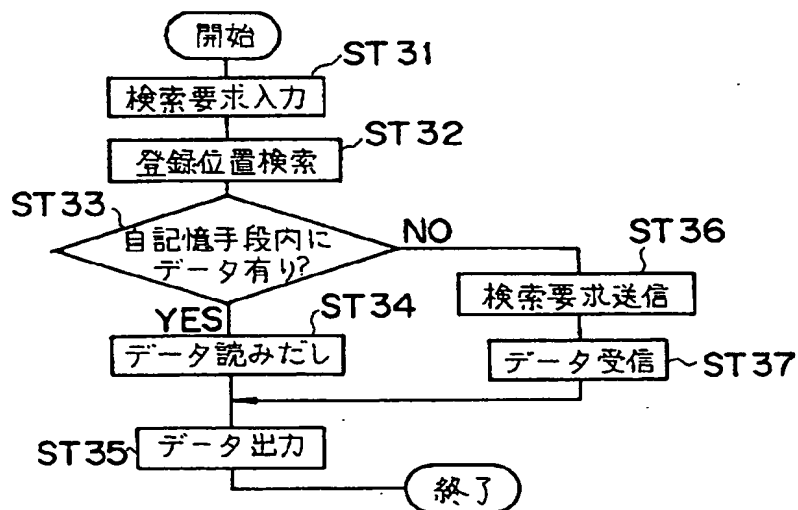 開始
ST31
検索要求入力
ST32
登録位置検索
ST33
自記憶手段内に
データ有り?
NO
YES
ST34
データ読みだし
ST36
検索要求送信
データ受信
ST37
ST35
データ出力
終了